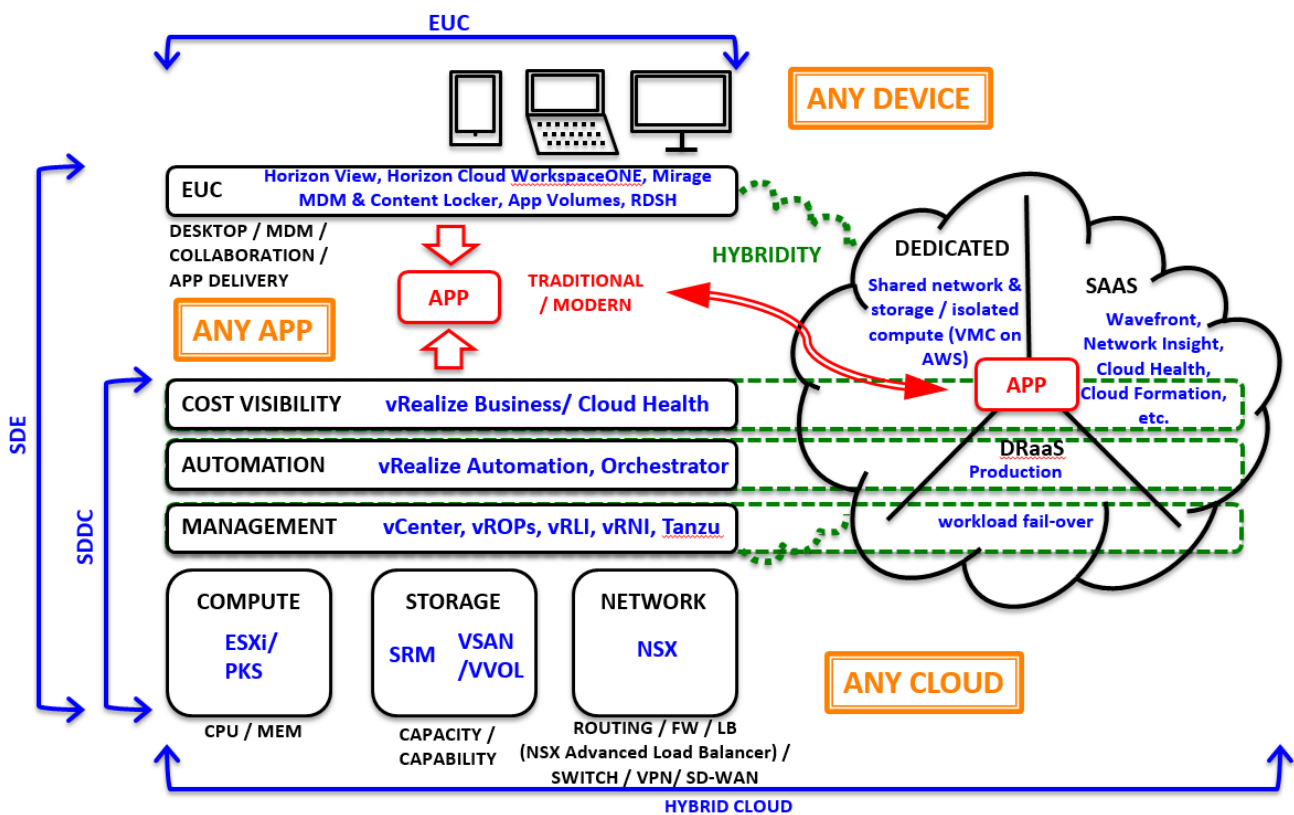 EUC
ANY DEVICE
EUC
Horizon View, Horizon Cloud WorkspaceONE, Mirage
MDM & Content Locker, App Volumes, RDSH
DESKTOP / MDM /
COLLABORATION /
APP DELIVERY
APP
TRADITIONAL
/ MODERN
HYBRIDITY
ANY APP
DEDICATED
Shared network &
storage / isolated
compute (VMC on
AWS)
SAAS
Wavefront,
Network Insight,
Cloud Health,
Cloud Formation,
etc.
APP
SDE
SDDC
COST VISIBILITY
vRealize Business/ Cloud Health
AUTOMATION
vRealize Automation, Orchestrator
MANAGEMENT
vCenter, vROPs, vRLI, vRNI, Tanzu
DRaaS
Production
workload fail-over
COMPUTE
ESXi/
PKS
CPU / MEM
STORAGE
SRM
VSAN
/VVOL
CAPACITY /
CAPABILITY
NETWORK
NSX
ROUTING / FW / LB
(NSX Advanced Load Balancer) /
SWITCH / VPN/ SD-WAN
ANY CLOUD
HYBRID CLOUD